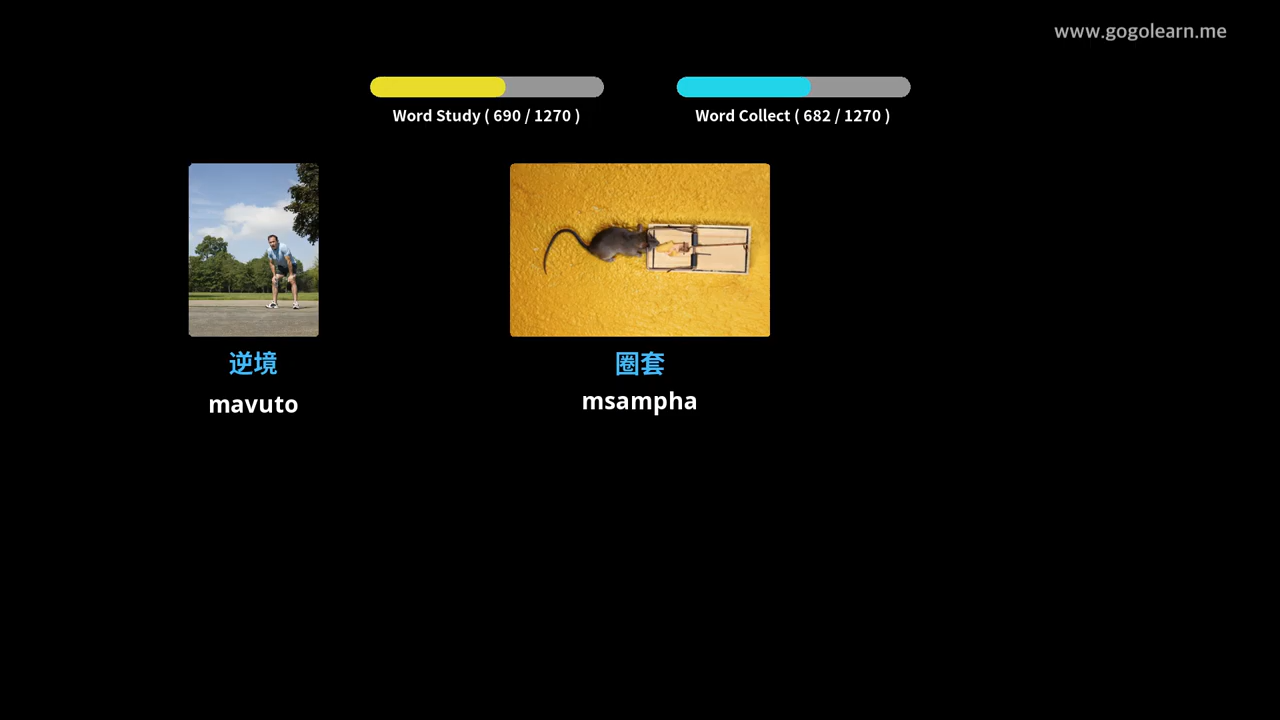 www.gogolearn.me
Word Study ( 690 / 1270 )
Word Collect ( 682 / 1270 )
逆境
mavuto
圈套
msampha